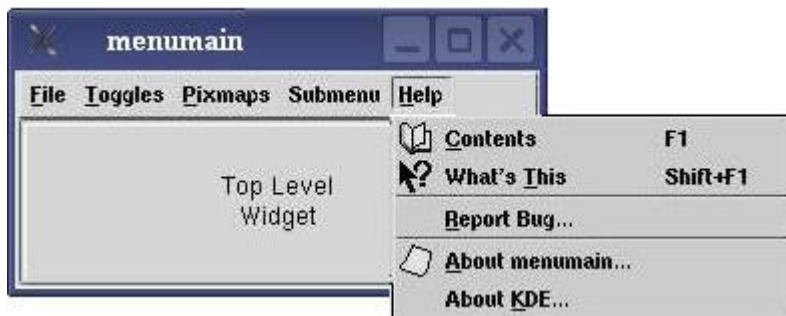 menumain
File Toggles Pixmaps Submenu Help
Top Level
Widget
Contents F1
What's This Shift+F1
Report Bug...
About menumain...
About KDE...